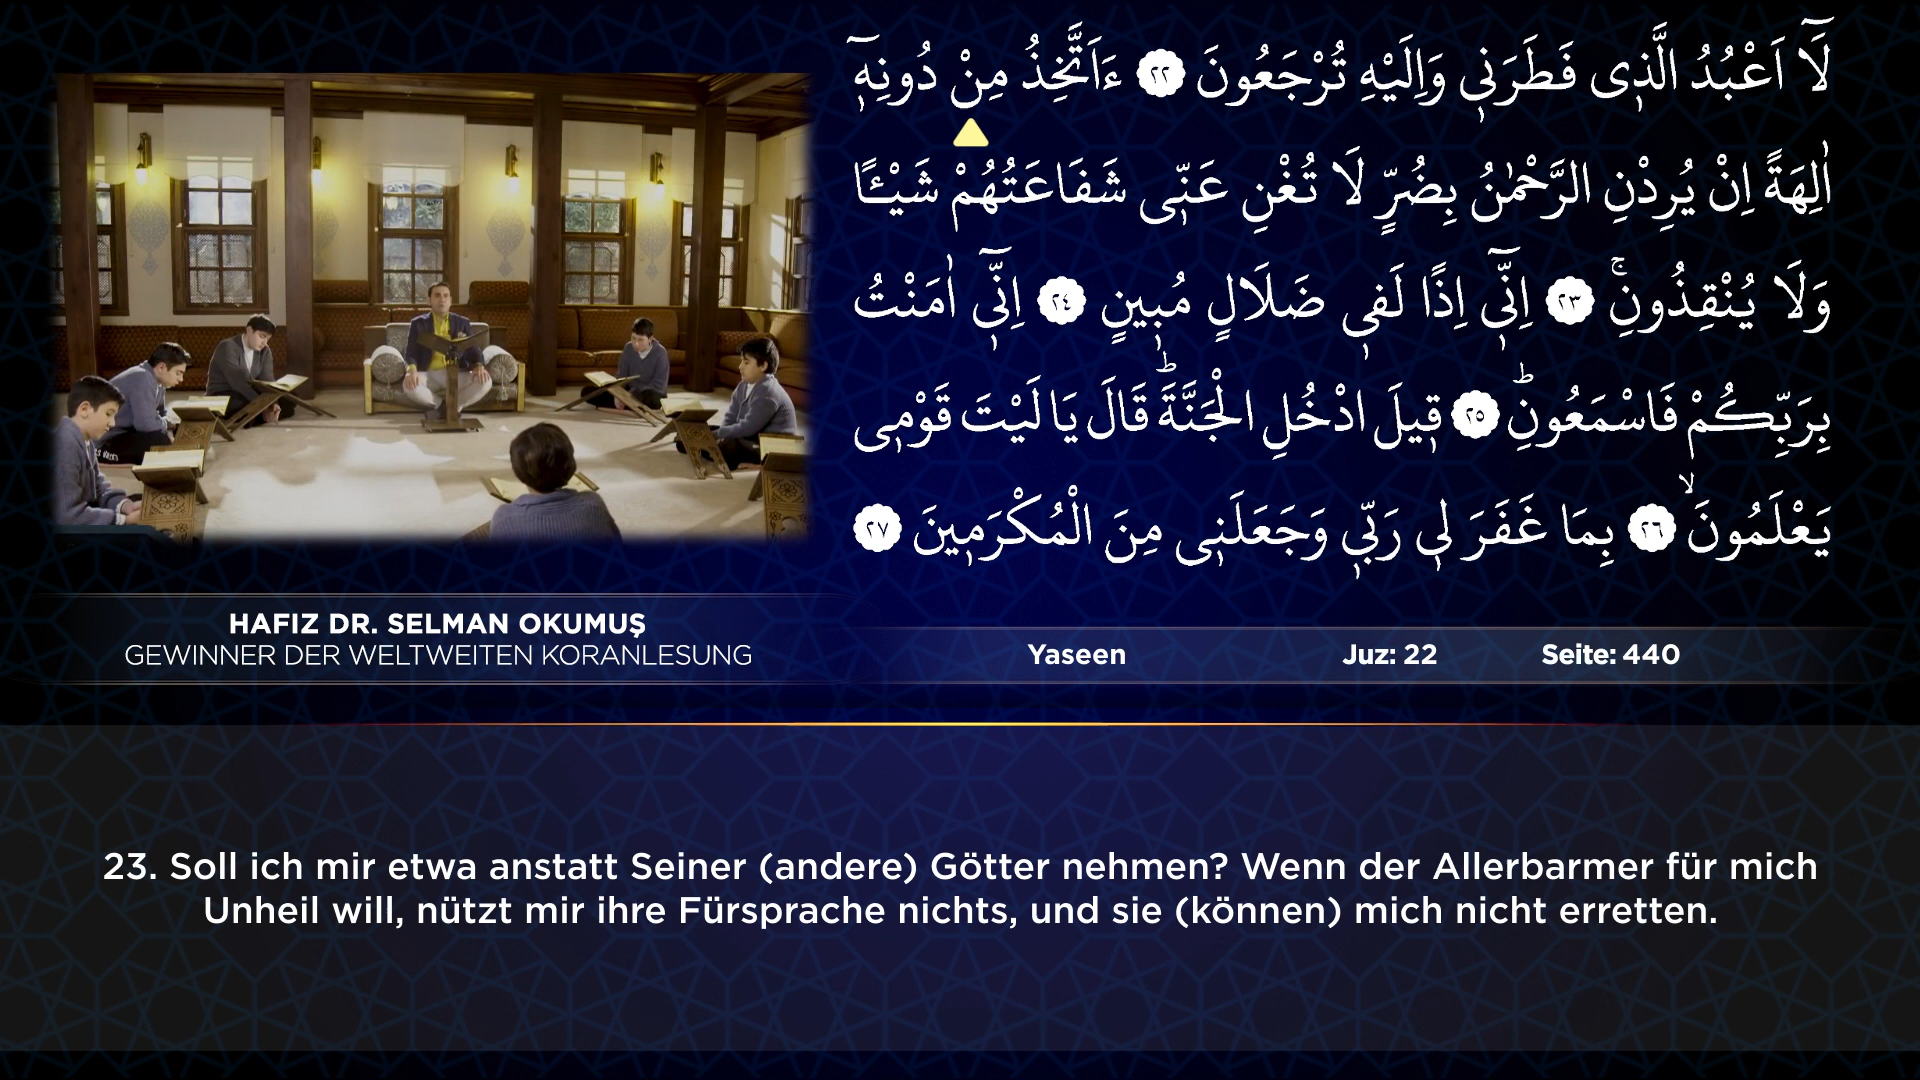 لَٓا اَعْبُدُ الَّذ۪ى فَطَرَن۪ى وَاِلَيْهِ تُرْجَعُونَ ﴿٢٢﴾ ءَاَتَّخِذُ مِنْ دُونِه۪ٓ
اٰلِهَةً اِنْ يُرِدْنِ الرَّحْمٰنُ بِضُرٍّ لَا تُغْنِ عَنّ۪ى شَفَاعَتُهُمْ شَيْـًٔا
وَلَا يُنْقِذُونِۚ ﴿٢٣﴾ اِنّ۪ٓى اِذًا لَف۪ى ضَلَالٍ مُب۪ينٍ ﴿٢٤﴾ اِنّ۪ٓى اٰمَنْتُ
بِرَبِّكُمْ فَاسْمَعُونِۜ ﴿٢٥﴾ ق۪يلَ ادْخُلِ الْجَنَّةَۜ قَالَ يَا لَيْتَ قَوْم۪ى
يَعْلَمُونَۙ ﴿٢٦﴾ بِمَا غَفَرَ ل۪ى رَبّ۪ى وَجَعَلَن۪ى مِنَ الْمُكْرَم۪ينَ ﴿٢٧﴾
HAFIZ DR. SELMAN OKUMUŞ
GEWINNER DER WELTWEITEN KORANLESUNG
Yaseen Juz: 22 Seite: 440
23. Soll ich mir etwa anstatt Seiner (andere) Götter nehmen? Wenn der Allerbarmer für mich
Unheil will, nützt mir ihre Fürsprache nichts, und sie (können) mich nicht erretten.